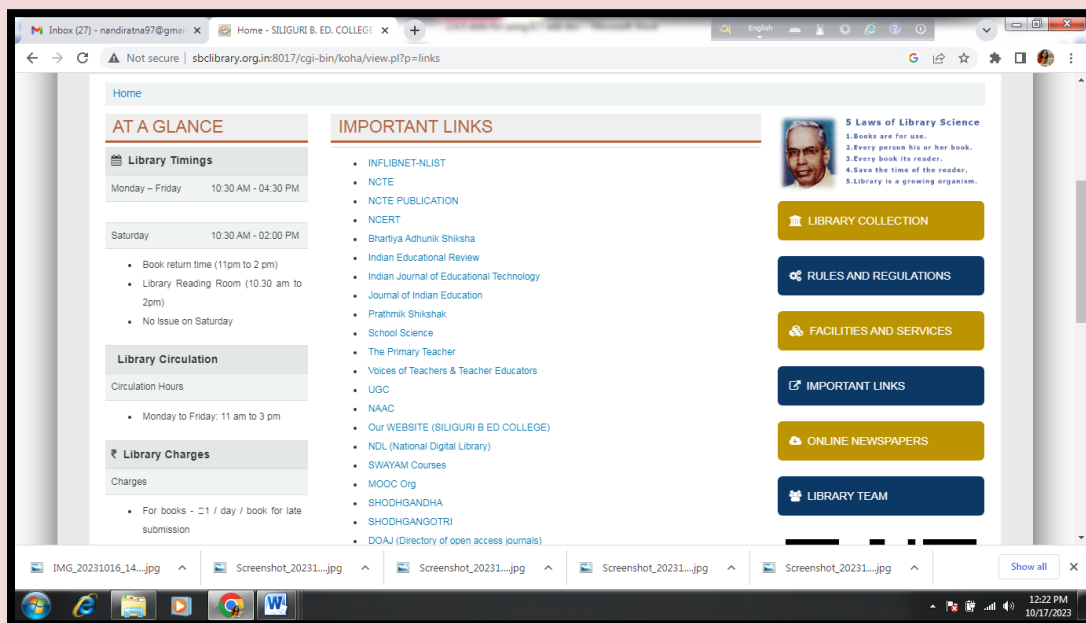 Inbox (27) - nandiratna97@gmai
Home - SILIGURI B. ED. COLLEGE
English
Not secure | sbclibrary.org.in:8017/cgi-bin/koha/view.pl?p=links
Home
AT A GLANCE
Library Timings
Monday – Friday 10:30 AM - 04:30 PM
Saturday 10:30 AM - 02:00 PM
• Book return time (11pm to 2 pm)
• Library Reading Room (10.30 am to
2pm)
• No Issue on Saturday
Library Circulation
Circulation Hours
• Monday to Friday: 11 am to 3 pm
₹ Library Charges
Charges
• For books - □1 / day / book for late
submission
IMPORTANT LINKS
• INFLIBNET-NLIST
• NCTE
• NCTE PUBLICATION
• NCERT
• Bhartiya Adhunik Shiksha
• Indian Educational Review
• Indian Journal of Educational Technology
• Journal of Indian Education
• Prathmik Shikshak
• School Science
• The Primary Teacher
• Voices of Teachers & Teacher Educators
• UGC
• NAAC
• Our WEBSITE (SILIGURI B ED COLLEGE)
• NDL (National Digital Library)
• SWAYAM Courses
• MOOC Org
• SHODHGANDHA
• SHODHGANGOTRI
• DOAJ (Directory of open access journals)
5 Laws of Library Science
1.Books are for use.
2.Every person his or her book.
3.Every book its reader.
4.Save the time of the reader.
5.Library is a growing organism.
LIBRARY COLLECTION
RULES AND REGULATIONS
FACILITIES AND SERVICES
IMPORTANT LINKS
ONLINE NEWSPAPERS
LIBRARY TEAM
IMG_20231016_14....jpg
Screenshot_20231....jpg
Screenshot_20231....jpg
Screenshot_20231....jpg
Screenshot_20231....jpg
Show all
12:22 PM
10/17/2023